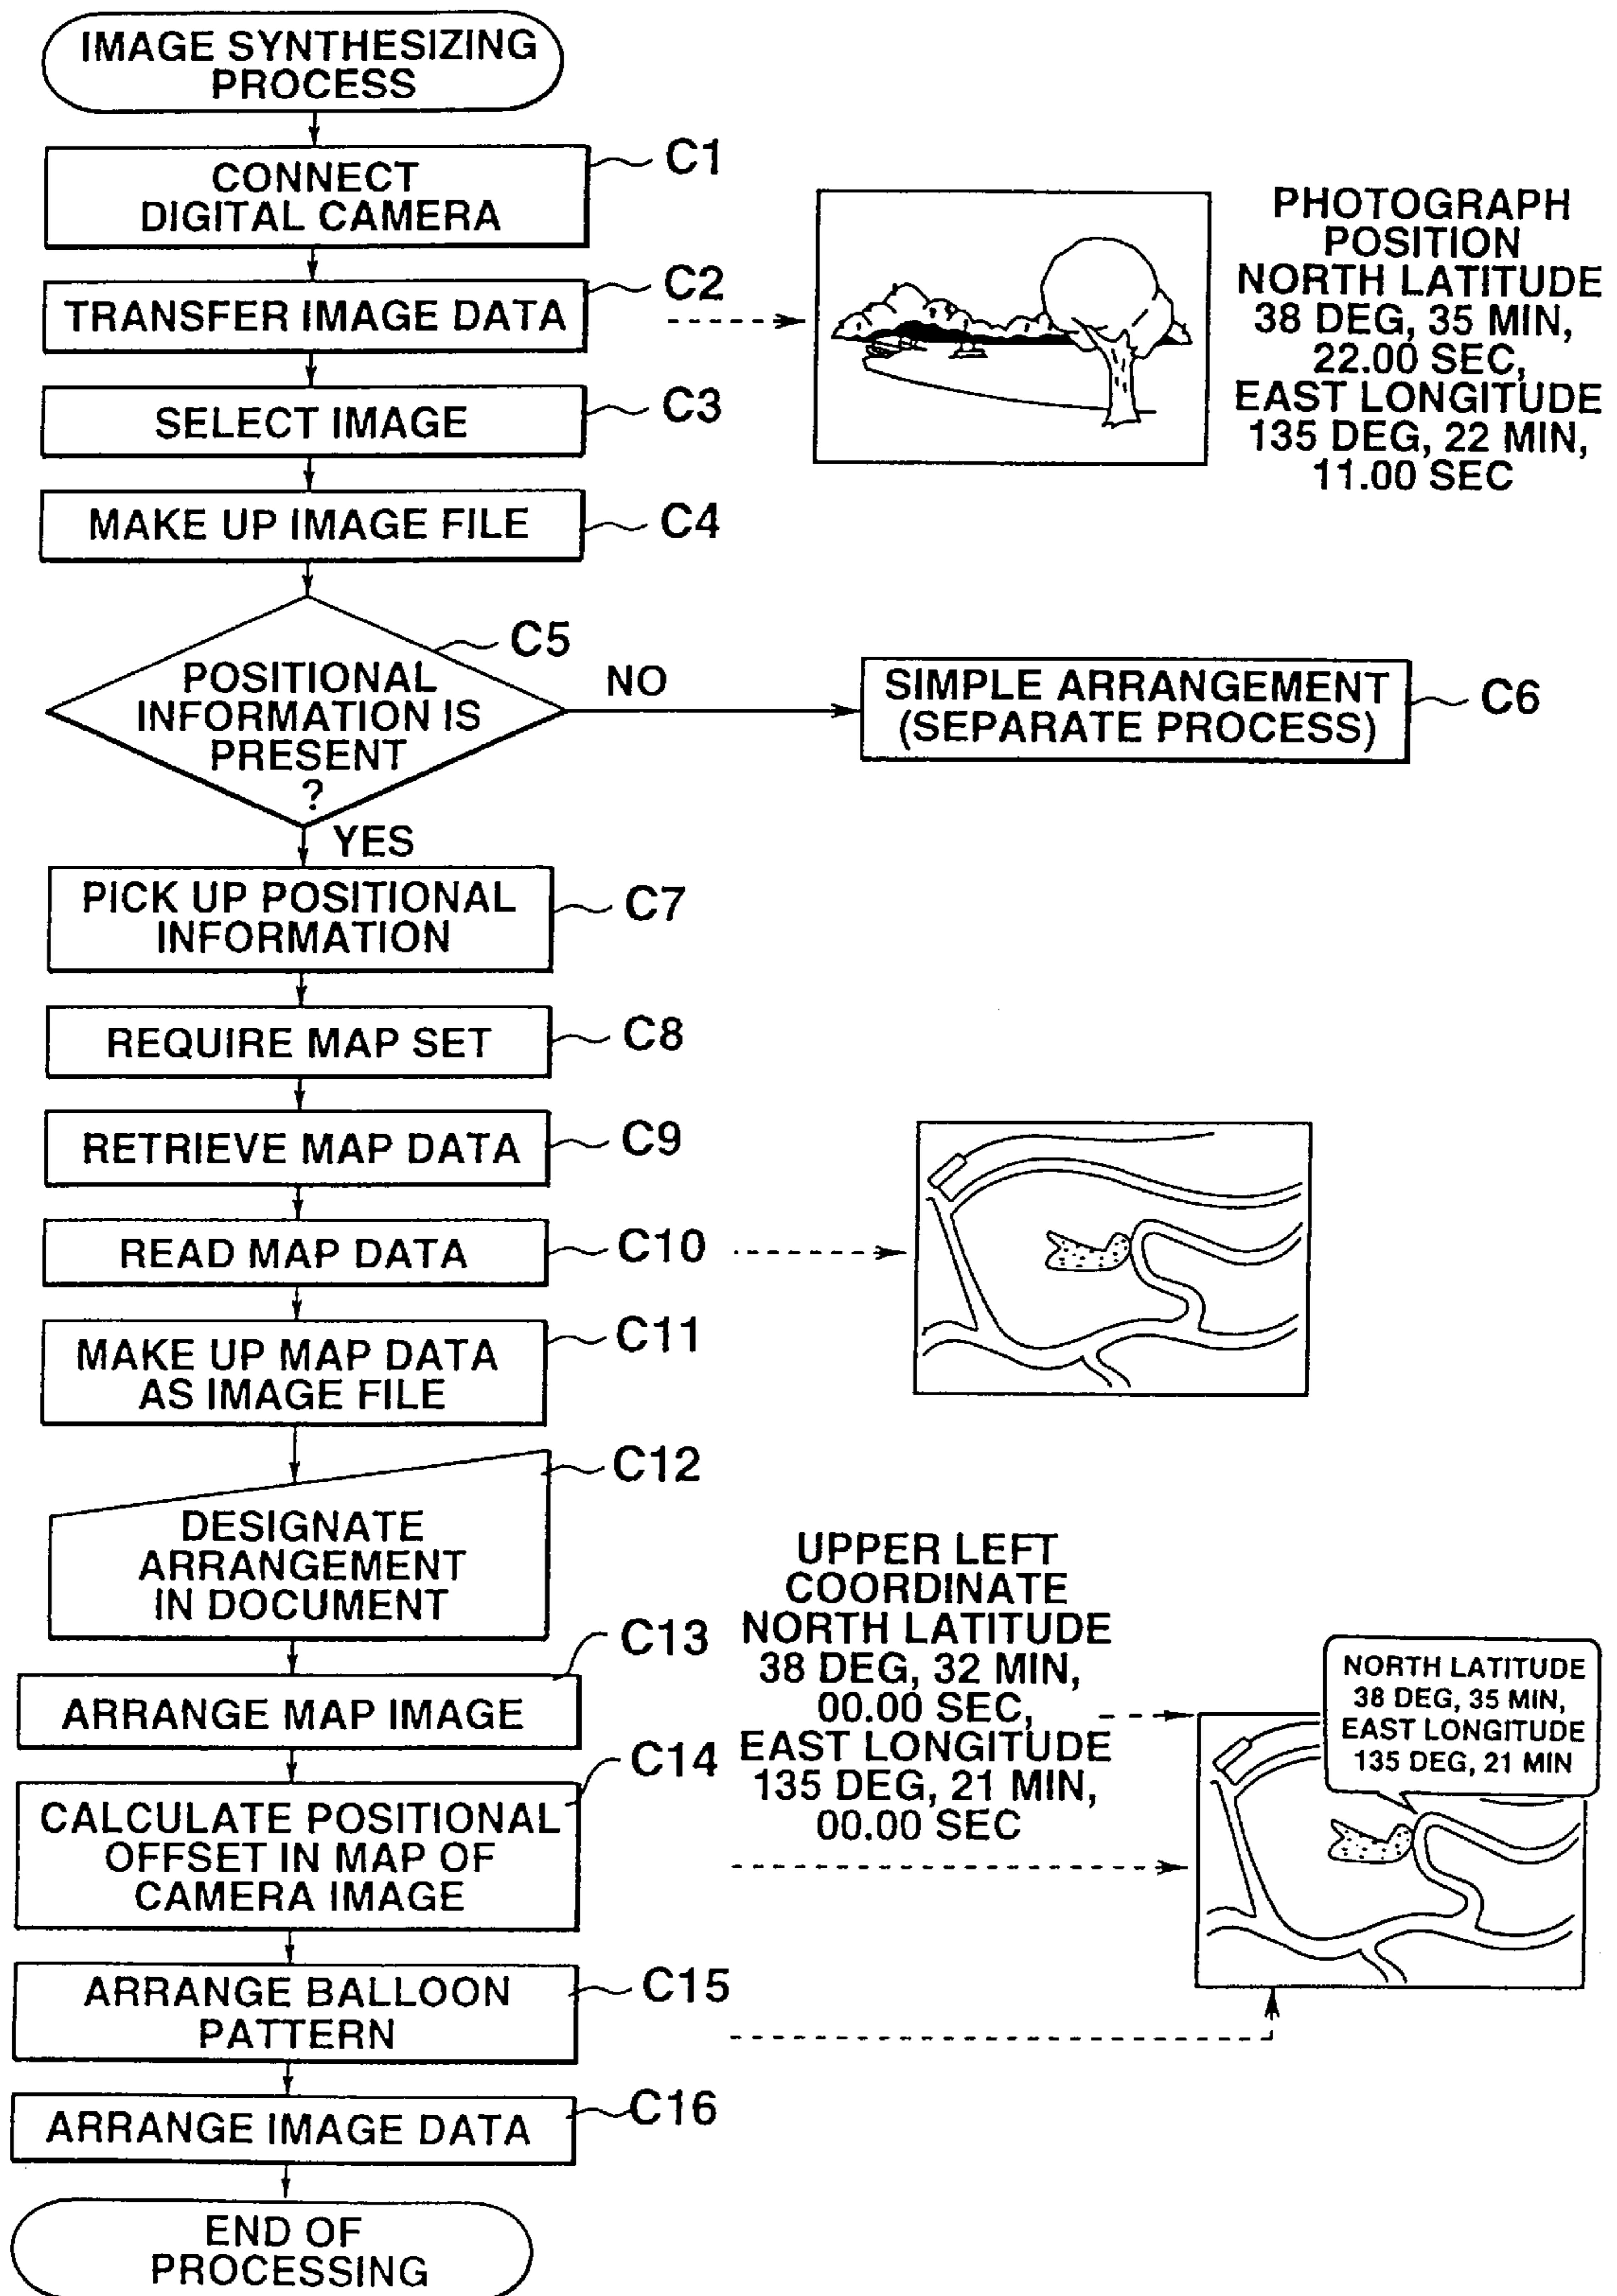 IMAGE SYNTHESIZING
PROCESS
C1
CONNECT
DIGITAL CAMERA
C2
TRANSFER IMAGE DATA
PHOTOGRAPH
POSITION
NORTH LATITUDE
38 DEG, 35 MIN,
22.00 SEC,
EAST LONGITUDE
135 DEG, 22 MIN,
11.00 SEC
C3
SELECT IMAGE
C4
MAKE UP IMAGE FILE
C5
POSITIONAL
INFORMATION IS
PRESENT
?
NO
SIMPLE ARRANGEMENT
(SEPARATE PROCESS)
C6
YES
C7
PICK UP POSITIONAL
INFORMATION
C8
REQUIRE MAP SET
C9
RETRIEVE MAP DATA
C10
READ MAP DATA
C11
MAKE UP MAP DATA
AS IMAGE FILE
C12
DESIGNATE
ARRANGEMENT
IN DOCUMENT
C13
ARRANGE MAP IMAGE
UPPER LEFT
COORDINATE
NORTH LATITUDE
38 DEG, 32 MIN,
00.00 SEC,
EAST LONGITUDE
135 DEG, 21 MIN,
00.00 SEC
NORTH LATITUDE
38 DEG, 35 MIN,
EAST LONGITUDE
135 DEG, 21 MIN
C14
CALCULATE POSITIONAL
OFFSET IN MAP OF
CAMERA IMAGE
C15
ARRANGE BALLOON
PATTERN
C16
ARRANGE IMAGE DATA
END OF
PROCESSING